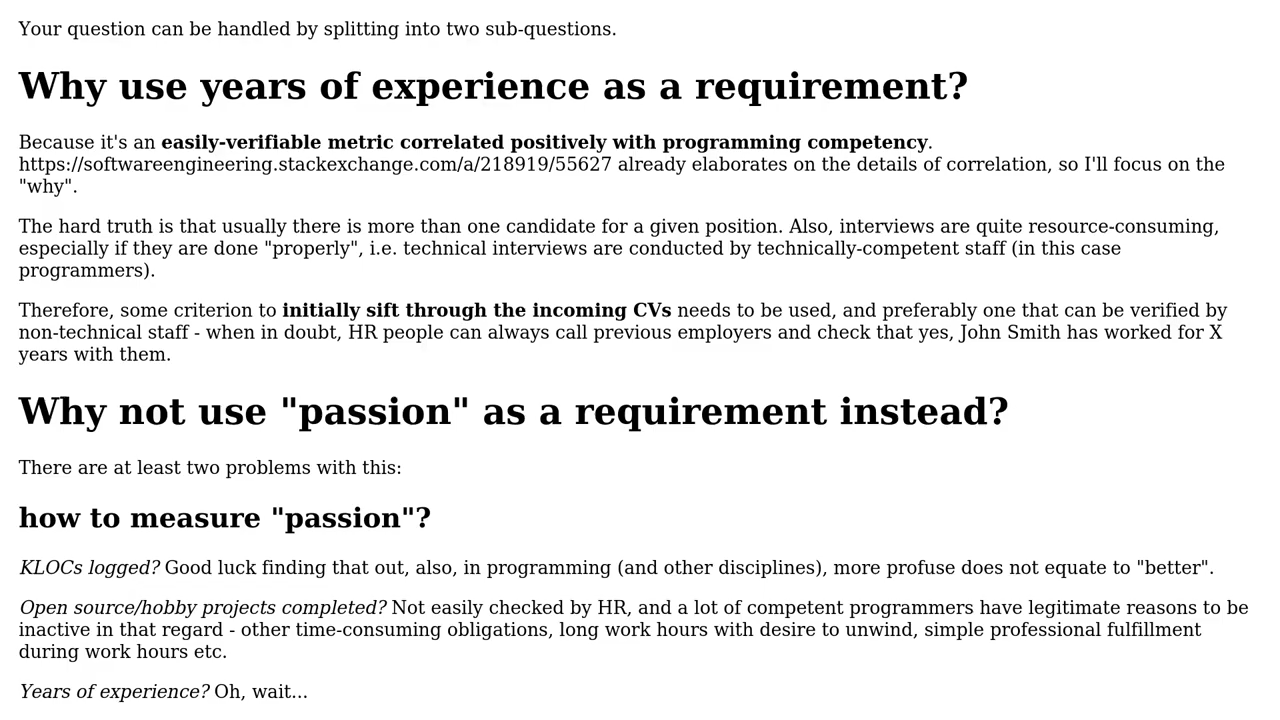 Your question can be handled by splitting into two sub-questions.
Why use years of experience as a requirement?
Because it's an easily-verifiable metric correlated positively with programming competency.
https://softwareengineering.stackexchange.com/a/218919/55627 already elaborates on the details of correlation, so I'll focus on the
"why".
The hard truth is that usually there is more than one candidate for a given position. Also, interviews are quite resource-consuming,
especially if they are done "properly", i.e. technical interviews are conducted by technically-competent staff (in this case
programmers).
Therefore, some criterion to initially sift through the incoming CVs needs to be used, and preferably one that can be verified by
non-technical staff - when in doubt, HR people can always call previous employers and check that yes, John Smith has worked for X
years with them.
Why not use "passion" as a requirement instead?
There are at least two problems with this:
how to measure "passion"?
KLOCs logged? Good luck finding that out, also, in programming (and other disciplines), more profuse does not equate to "better".
Open source/hobby projects completed? Not easily checked by HR, and a lot of competent programmers have legitimate reasons to be
inactive in that regard - other time-consuming obligations, long work hours with desire to unwind, simple professional fulfillment
during work hours etc.
Years of experience? Oh, wait...